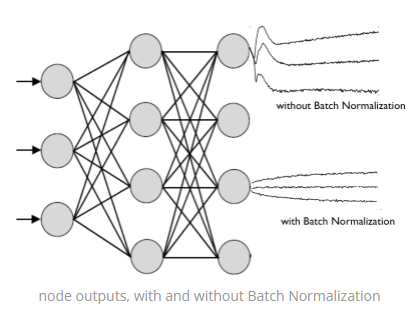 without Batch Normalization
with Batch Normalization
node outputs, with and without Batch Normalization